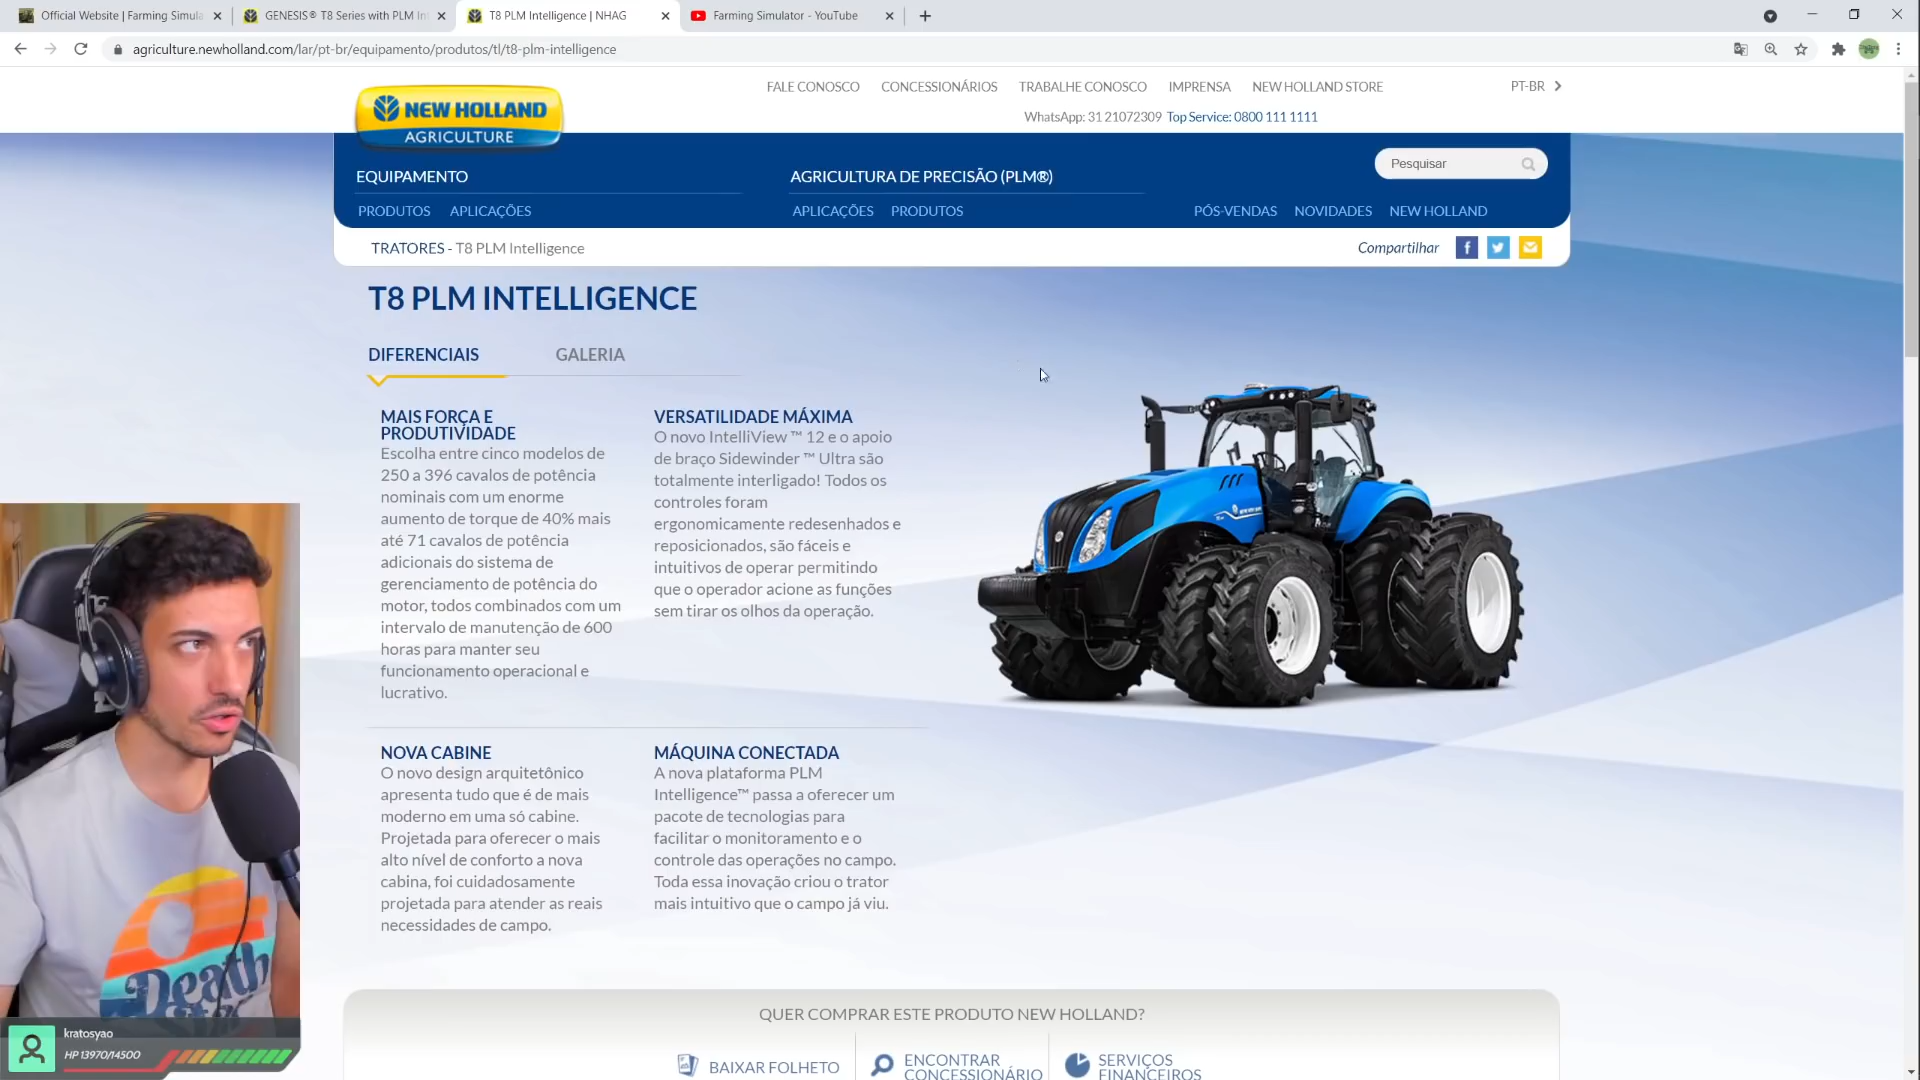 Official Website | Farming Simula
GENESIS® T8 Series with PLM Int
T8 PLM Intelligence | NHAG
Farming Simulator - YouTube
agriculture.newholland.com/lar/pt-br/equipamento/produtos/tl/t8-plm-intelligence
NEW HOLLAND
AGRICULTURE
FALE CONOSCO CONCESSIONÁRIOS TRABALHE CONOSCO IMPRENSA NEW HOLLAND STORE
PT-BR
WhatsApp: 31 21072309 Top Service: 0800 111 1111
EQUIPAMENTO
AGRICULTURA DE PRECISÃO (PLM®)
Pesquisar
PRODUTOS APLICAÇÕES
APLICAÇÕES PRODUTOS
PÓS-VENDAS NOVIDADES NEW HOLLAND
TRATORES - T8 PLM Intelligence
Compartilhar
T8 PLM INTELLIGENCE
DIFERENCIAIS GALERIA
MAIS FORÇA E
PRODUTIVIDADE
Escolha entre cinco modelos de
250 a 396 cavalos de potência
nominais com um enorme
aumento de torque de 40% mais
até 71 cavalos de potência
adicionais do sistema de
gerenciamento de potência do
motor, todos combinados com um
intervalo de manutenção de 600
horas para manter seu
funcionamento operacional e
lucrativo.
VERSATILIDADE MÁXIMA
O novo IntelliView ™ 12 e o apoio
de braço Sidewinder ™ Ultra são
totalmente interligado! Todos os
controles foram
ergonomicamente redesenhados e
reposicionados, são fáceis e
intuitivos de operar permitindo
que o operador acione as funções
sem tirar os olhos da operação.
NOVA CABINE
O novo design arquitetônico
apresenta tudo que é de mais
moderno em uma só cabine.
Projetada para oferecer o mais
alto nível de conforto a nova
cabina, foi cuidadosamente
projetada para atender as reais
necessidades de campo.
MÁQUINA CONECTADA
A nova plataforma PLM
Intelligence™ passa a oferecer um
pacote de tecnologias para
facilitar o monitoramento e o
controle das operações no campo.
Toda essa inovação criou o trator
mais intuitivo que o campo já viu.
QUER COMPRAR ESTE PRODUTO NEW HOLLAND?
BAIXAR FOLHETO
ENCONTRAR
CONCESSIONÁRIO
SERVIÇOS
FINANCEIROS
Death
kratosyao
HP 13970/14500